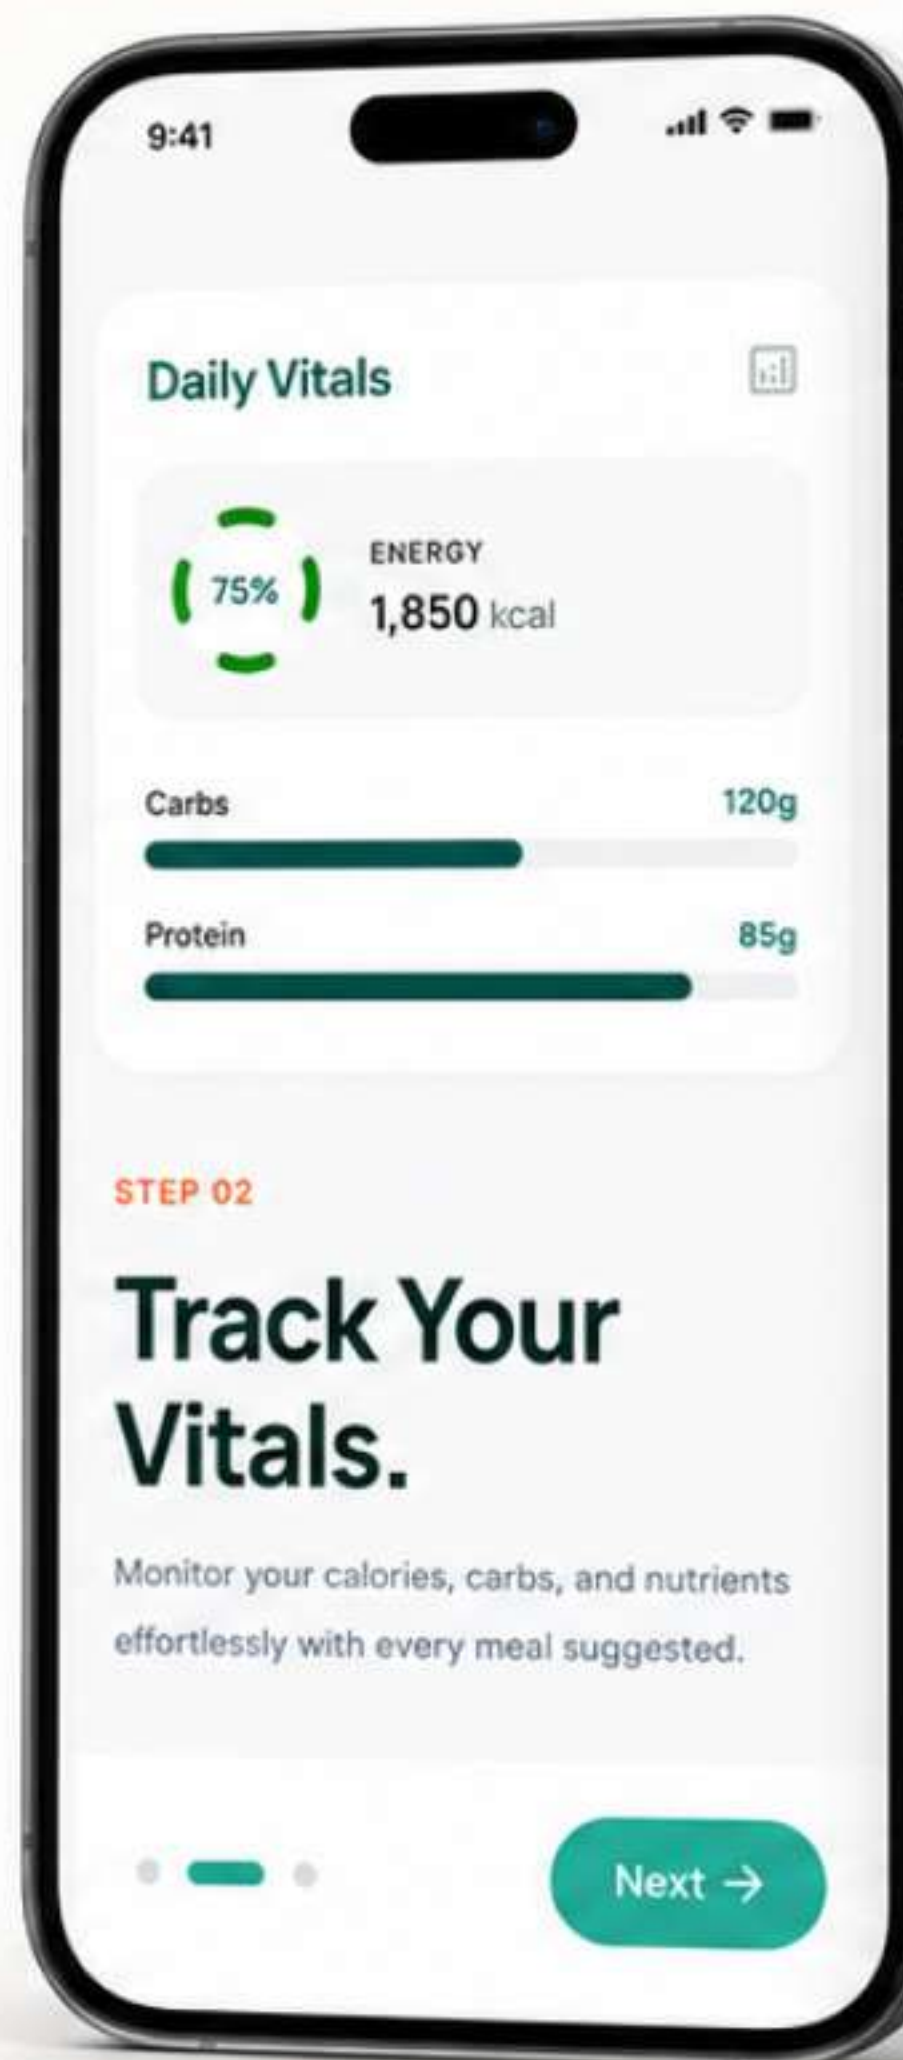 9:41
Daily Vitals
75%
ENERGY
1,850 kcal
Carbs
120g
Protein
85g
STEP 02
Track Your
Vitals.
Monitor your calories, carbs, and nutrients
effortlessly with every meal suggested.
Next →